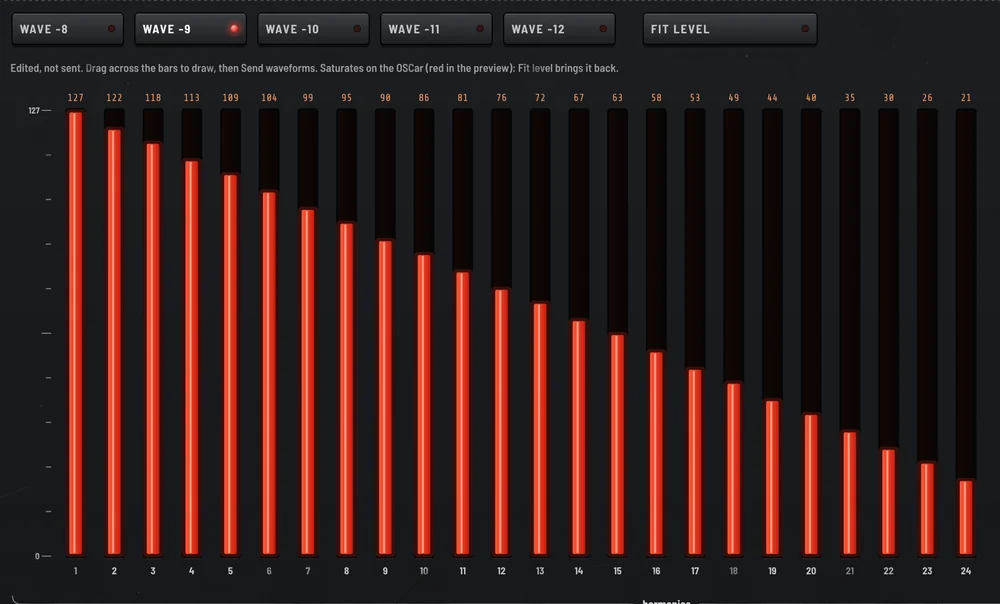 WAVE -8 WAVE -9 WAVE -10 WAVE -11 WAVE -12 FIT LEVEL
Edited, not sent. Drag across the bars to draw, then Send waveforms. Saturates on the OSCar (red in the preview): Fit level brings it back.
127 122 118 113 109 104 99 95 90 86 81 76 72 67 63 58 53 49 44 40 35 30 26 21
127
0
1 2 3 4 5 6 7 8 9 10 11 12 13 14 15 16 17 18 19 20 21 22 23 24
harmonics